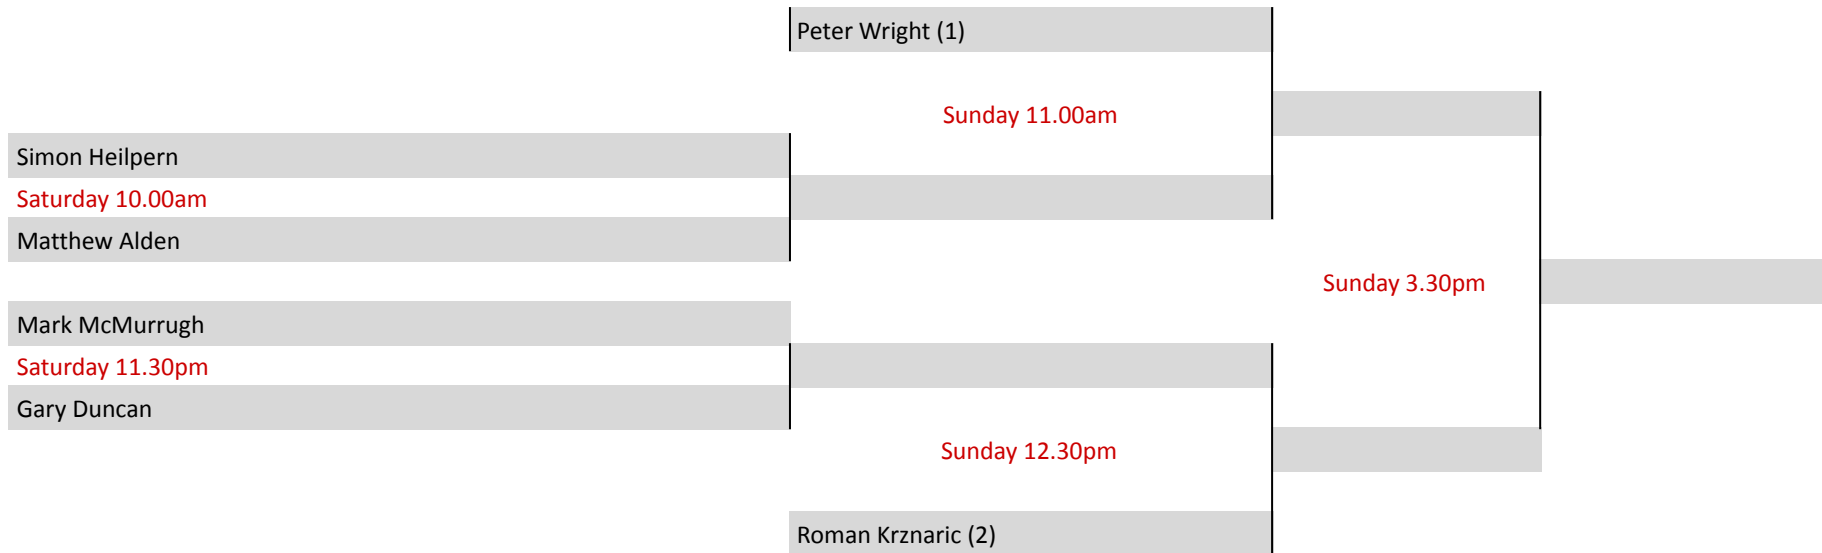 Peter Wright (1)
Sunday 11.00am
Simon Heilpern
Saturday 10.00am
Matthew Alden
Sunday 3.30pm
Mark McMurrugh
Saturday 11.30pm
Gary Duncan
Sunday 12.30pm
Roman Krznaric (2)